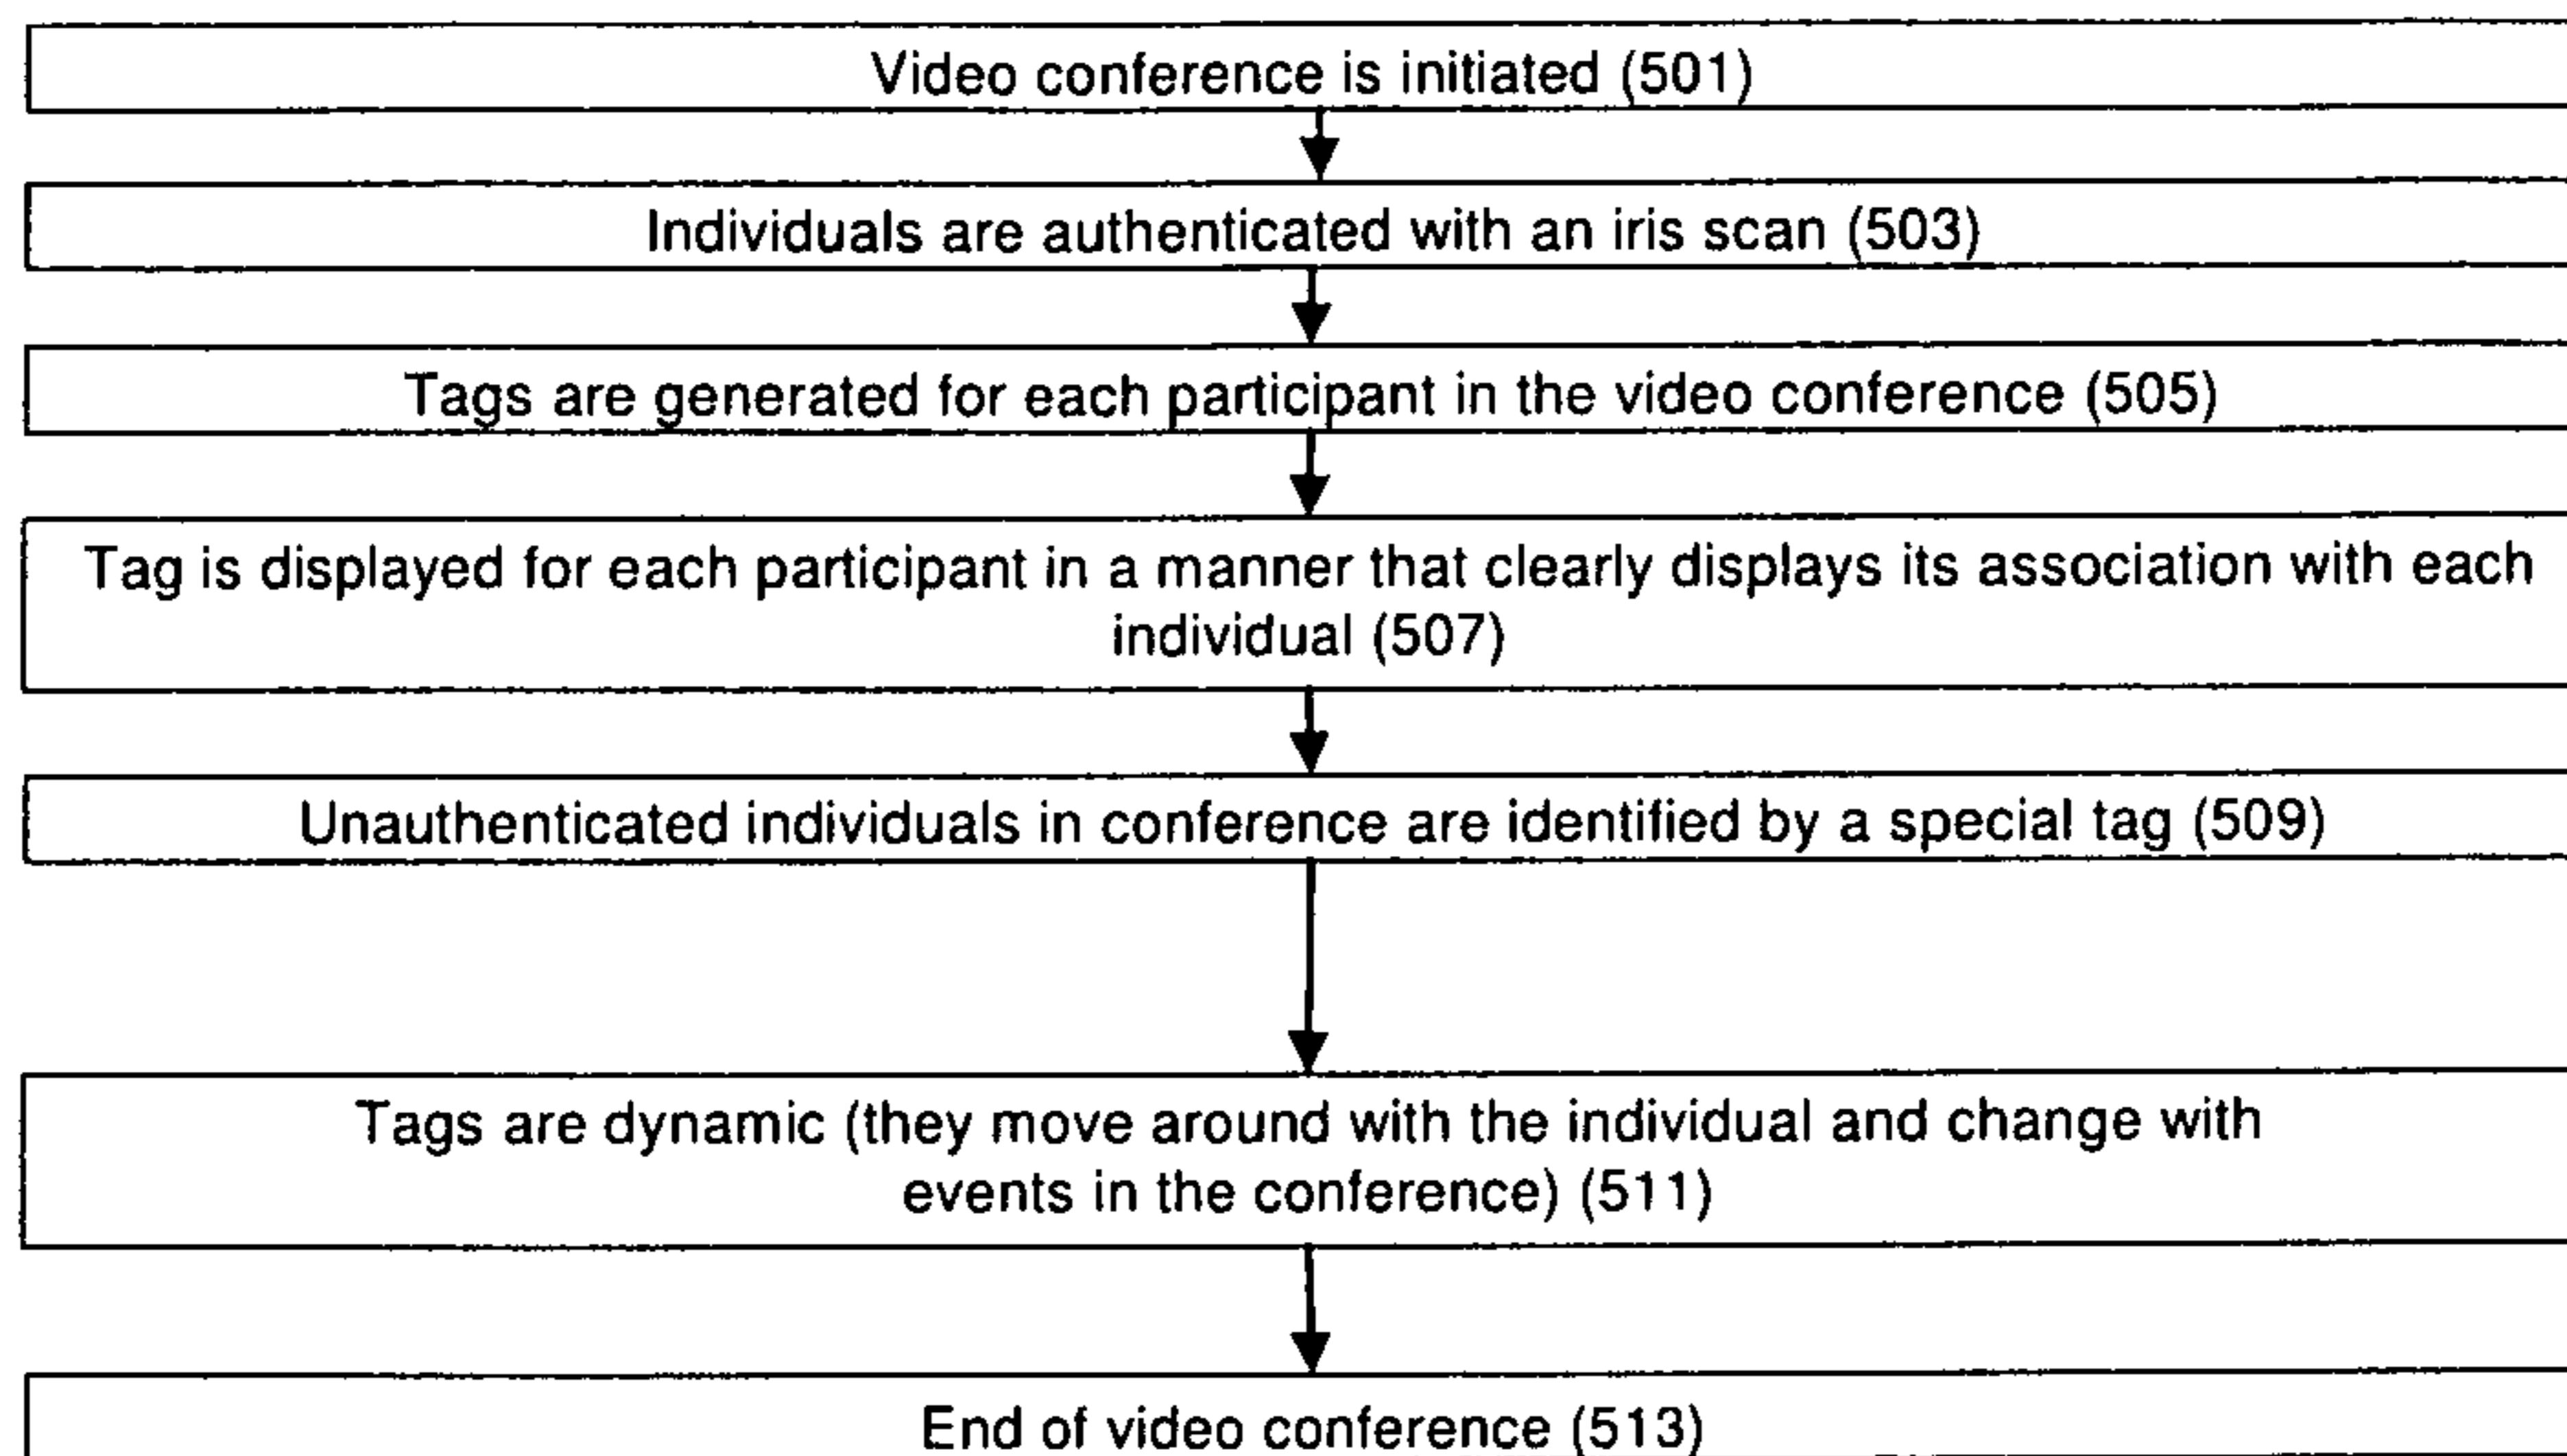 Video conference is initiated (501)
Individuals are authenticated with an iris scan (503)
Tags are generated for each participant in the video conference (505)
Tag is displayed for each participant in a manner that clearly displays its association with each
individual (507)
Unauthenticated individuals in conference are identified by a special tag (509)
Tags are dynamic (they move around with the individual and change with
events in the conference) (511)
End of video conference (513)